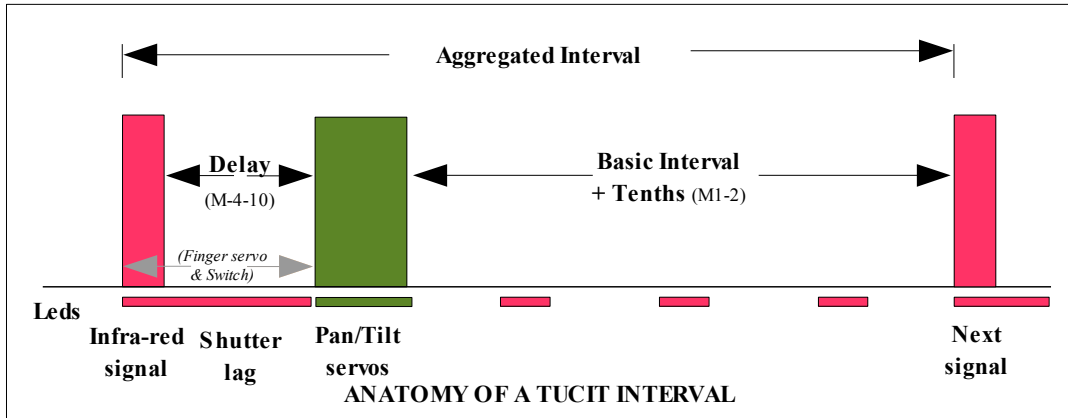 Aggregated Interval
Delay
(M-4-10)
Basic Interval
+ Tenths (M1-2)
(Finger servo
& Switch)
Leds
Infra-red
signal
Shutter
lag
Pan/Tilt
servos
Next
signal
ANATOMY OF A TUCIT INTERVAL